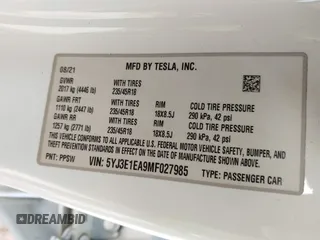 MFD BY TESLA, INC.
08/21
GVWR WITH TIRES
2017 kg (4446 lb) 235/45R18
GAWR FRT WITH TIRES RIM COLD TIRE PRESSURE
1110 kg (2447 lb) 235/45R18 18X8.5J 290 kPa, 42 psi
GAWR RR WITH TIRES RIM COLD TIRE PRESSURE
1257 kg (2771 lb) 235/45R18 18X8.5J 290 kPa, 42 psi
THIS VEHICLE CONFORMS TO ALL APPLICABLE U.S. FEDERAL MOTOR VEHICLE SAFETY, BUMPER, AND
THEFT PREVENTION STANDARDS IN EFFECT ON THE DATE OF MANUFACTURE SHOWN ABOVE.
PNT: PPSW VIN: 5YJ3E1EA9MF027985 TYPE: PASSENGER CAR
DREAMBID